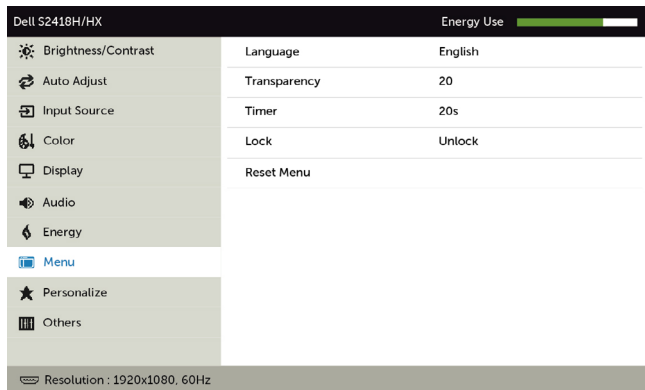 Dell S2418H/HX Energy Use
Brightness/Contrast
Auto Adjust
Input Source
Color
Display
Audio
Energy
Menu
Personalize
Others
Language English
Transparency 20
Timer 20s
Lock Unlock
Reset Menu
Resolution : 1920x1080, 60Hz